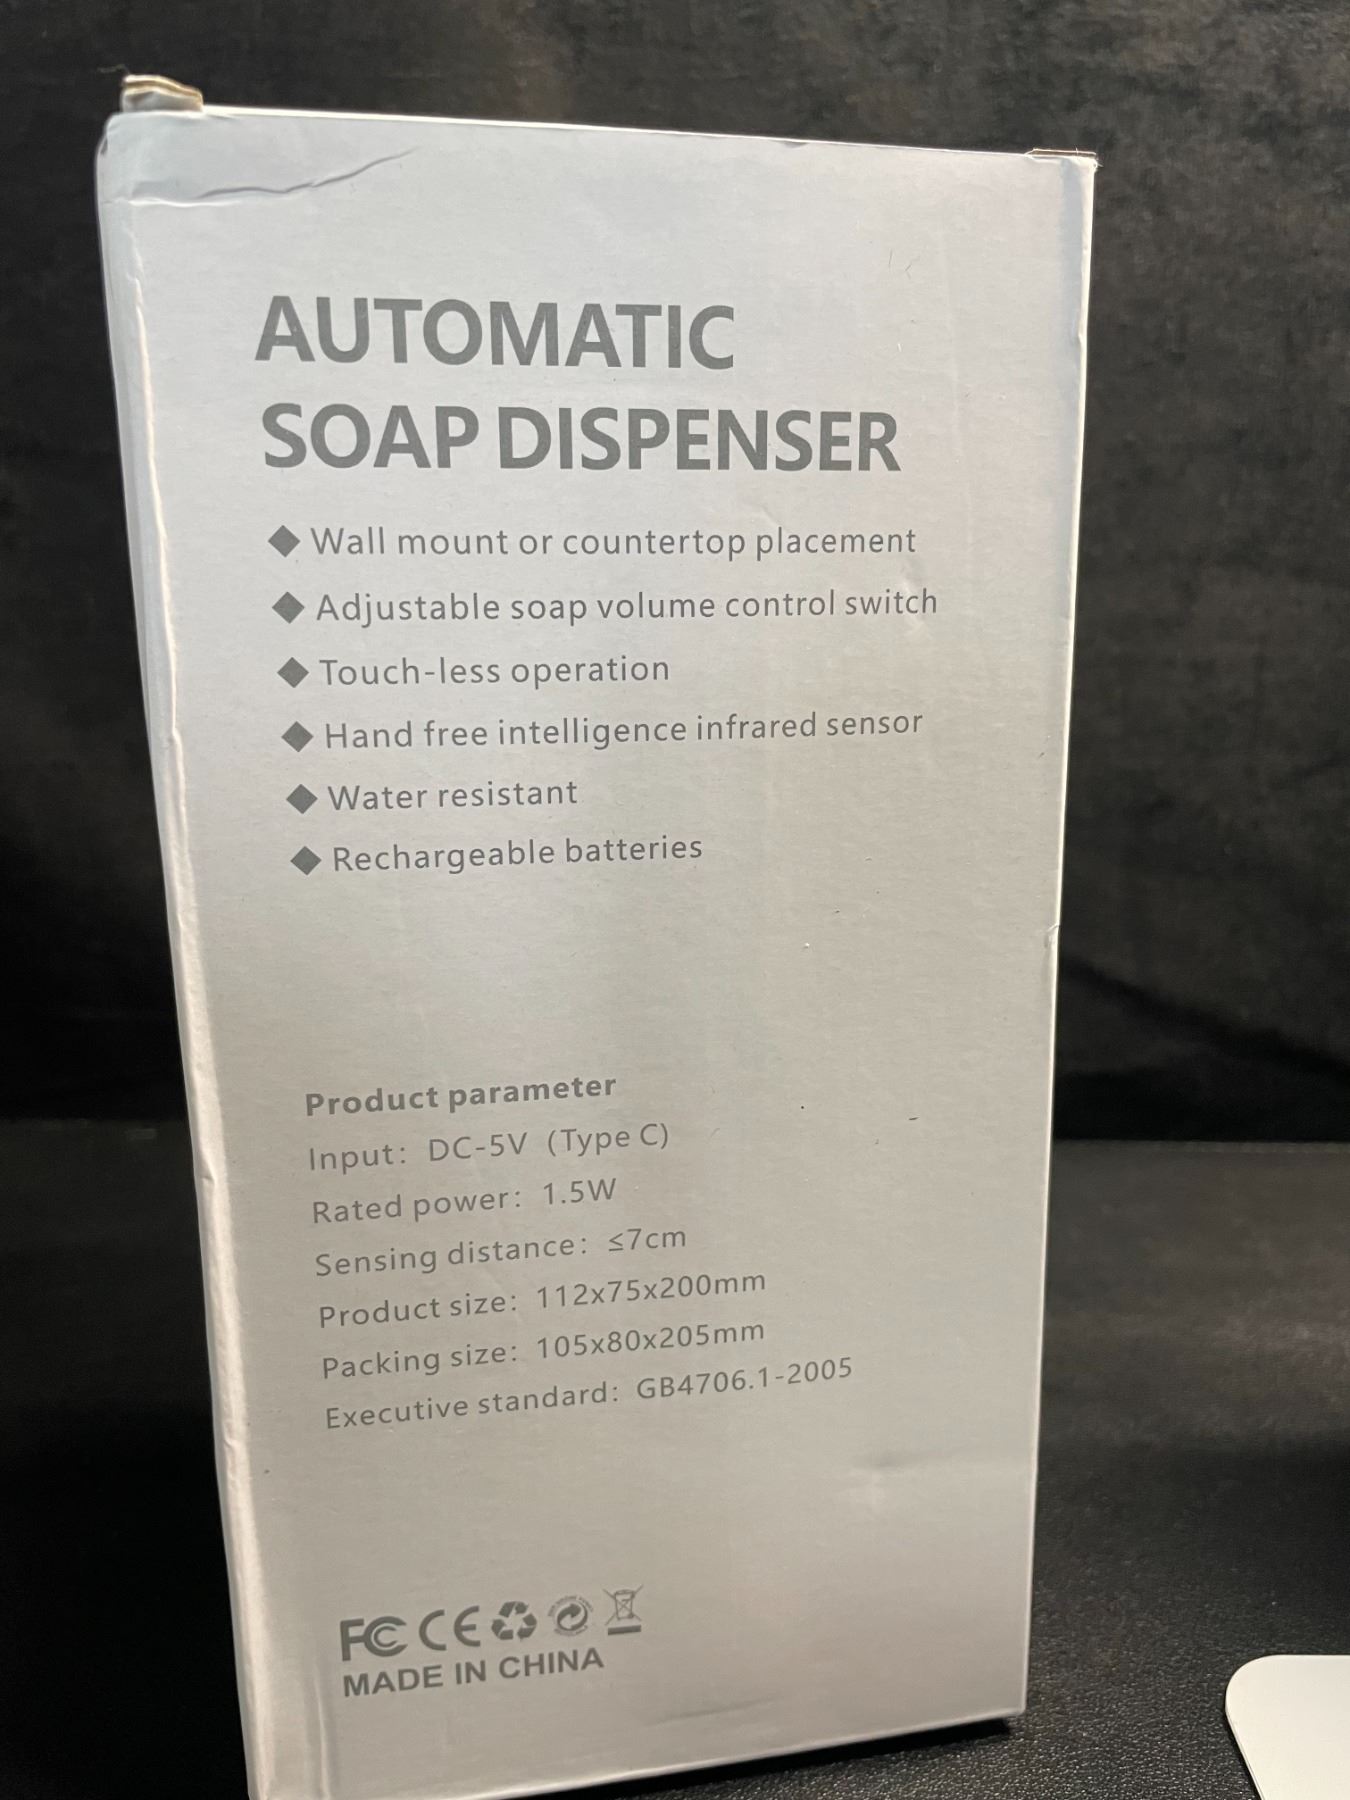 AUTOMATIC
SOAP DISPENSER
◆ Wall mount or countertop placement
◆ Adjustable soap volume control switch
◆ Touch-less operation
◆ Hand free intelligence infrared sensor
◆ Water resistant
◆ Rechargeable batteries
Product parameter
Input: DC-5V (Type C)
Rated power: 1.5W
Sensing distance: ≤7cm
Product size: 112x75x200mm
Packing size: 105x80x205mm
Executive standard: GB4706.1-2005
FC CE
MADE IN CHINA